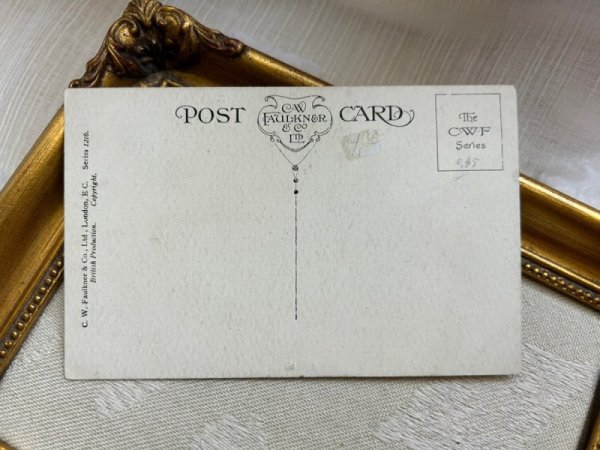 POST CARD
C.W
FAULKNER
& CO
LTD
The
C.W.F
Series
C. W. Faulkner & Co., Ltd., London, E.C. Series 1216.
British Production. Copyright.